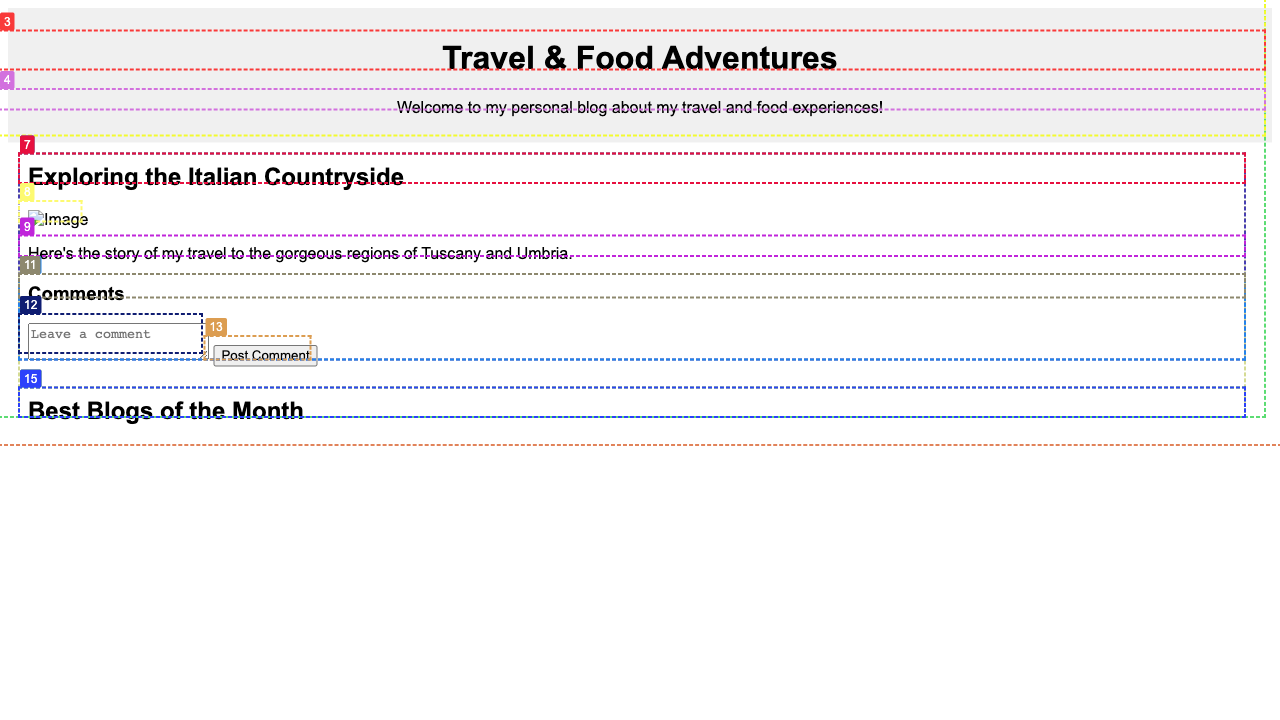 3
Travel & Food Adventures
4
Welcome to my personal blog about my travel and food experiences!
7
Exploring the Italian Countryside
Image
9
Here's the story of my travel to the gorgeous regions of Tuscany and Umbria.
11
Comments
12
13
Leave a comment
Post Comment
15
Best Blogs of the Month